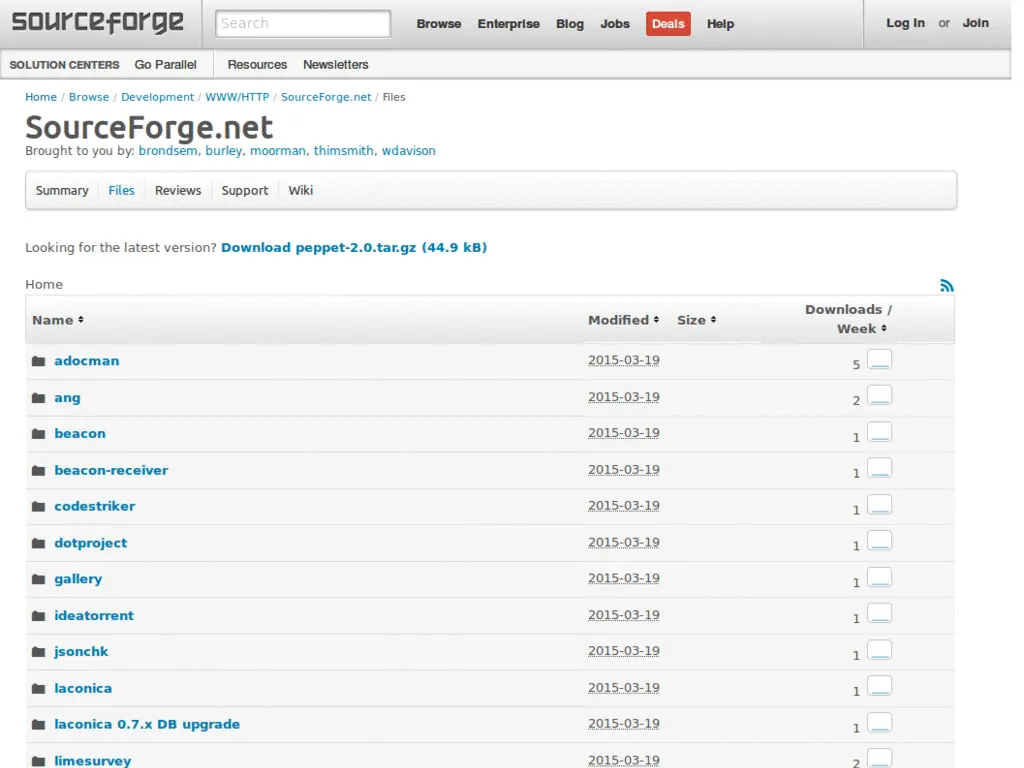 sourceforge Search Browse Enterprise Blog Jobs Deals Help Log In or Join
SOLUTION CENTERS Go Parallel Resources Newsletters
Home / Browse / Development / WWW/HTTP / SourceForge.net / Files
SourceForge.net
Brought to you by: brondsem, burley, moorman, thimsmith, wdavison
Summary Files Reviews Support Wiki
Looking for the latest version? Download peppet-2.0.tar.gz (44.9 kB)
Home
Name Modified Size Downloads / Week
adocman 2015-03-19 5
ang 2015-03-19 2
beacon 2015-03-19 1
beacon-receiver 2015-03-19 1
codestriker 2015-03-19 1
dotproject 2015-03-19 1
gallery 2015-03-19 1
ideatorrent 2015-03-19 1
jsonchk 2015-03-19 1
laconica 2015-03-19 1
laconica 0.7.x DB upgrade 2015-03-19 1
limesurvey 2015-03-19 2